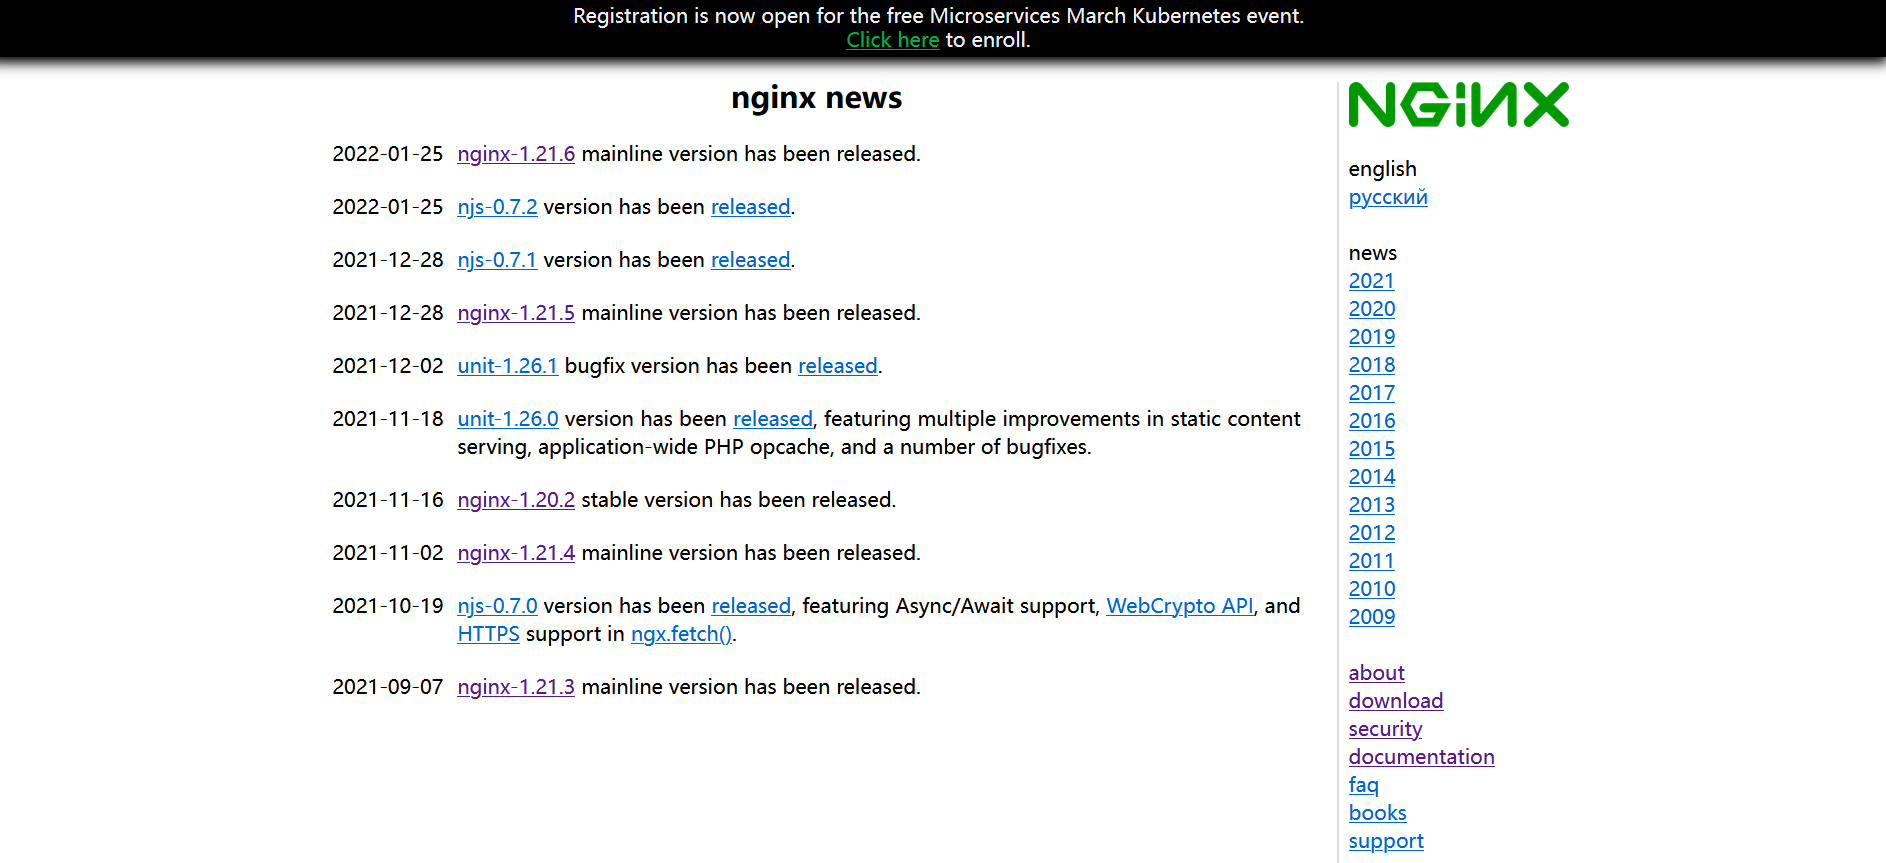 Registration is now open for the free Microservices March Kubernetes event.
Click here to enroll.
nginx news
2022-01-25 nginx-1.21.6 mainline version has been released.
2022-01-25 njs-0.7.2 version has been released.
2021-12-28 njs-0.7.1 version has been released.
2021-12-28 nginx-1.21.5 mainline version has been released.
2021-12-02 unit-1.26.1 bugfix version has been released.
2021-11-18 unit-1.26.0 version has been released, featuring multiple improvements in static content
serving, application-wide PHP opcache, and a number of bugfixes.
2021-11-16 nginx-1.20.2 stable version has been released.
2021-11-02 nginx-1.21.4 mainline version has been released.
2021-10-19 njs-0.7.0 version has been released, featuring Async/Await support, WebCrypto API, and
HTTPS support in ngx.fetch().
2021-09-07 nginx-1.21.3 mainline version has been released.
NGINX
english
русский
news
2021
2020
2019
2018
2017
2016
2015
2014
2013
2012
2011
2010
2009
about
download
security
documentation
faq
books
support